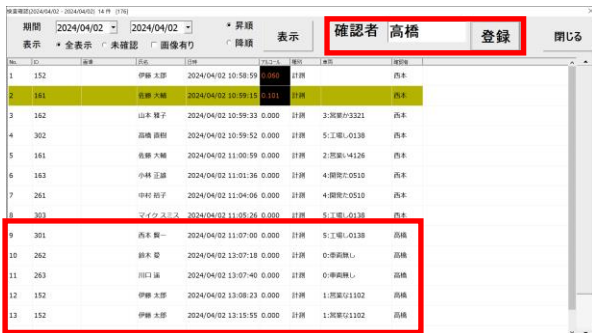 検査確認(2024/04/02 - 2024/04/02) 14 件 [176]
期間 2024/04/02 - 2024/04/02 昇順 降順 表示 確認者 高橋 登録 閉じる
表示 全表示 未確認 画像有り
No. ID 画像 氏名 日時 アルコール 種別 車両 確認者
1 152 伊藤 太郎 2024/04/02 10:58:59 0.060 計測 西本
2 161 佐藤 大輔 2024/04/02 10:59:15 0.101 計測 西本
3 162 山本 雅子 2024/04/02 10:59:33 0.000 計測 3:営業か3321 西本
4 302 高橋 直樹 2024/04/02 10:59:52 0.000 計測 5:工場し0138 西本
5 161 佐藤 大輔 2024/04/02 11:00:59 0.000 計測 2:営業い4126 西本
6 163 小林 正雄 2024/04/02 11:01:36 0.000 計測 4:開発た0510 西本
7 261 中村 裕子 2024/04/02 11:04:06 0.000 計測 4:開発た0510 西本
8 303 マイク スミス 2024/04/02 11:05:26 0.000 計測 5:工場し0138 西本
9 301 西本 賢一 2024/04/02 11:07:00 0.000 計測 5:工場し0138 高橋
10 262 鈴木 愛 2024/04/02 13:07:18 0.000 計測 0:車両無し 高橋
11 263 川口 遥 2024/04/02 13:07:40 0.000 計測 0:車両無し 高橋
12 152 伊藤 太郎 2024/04/02 13:08:23 0.000 計測 1:営業な1102 高橋
13 152 伊藤 太郎 2024/04/02 13:15:55 0.000 計測 1:営業な1102 高橋